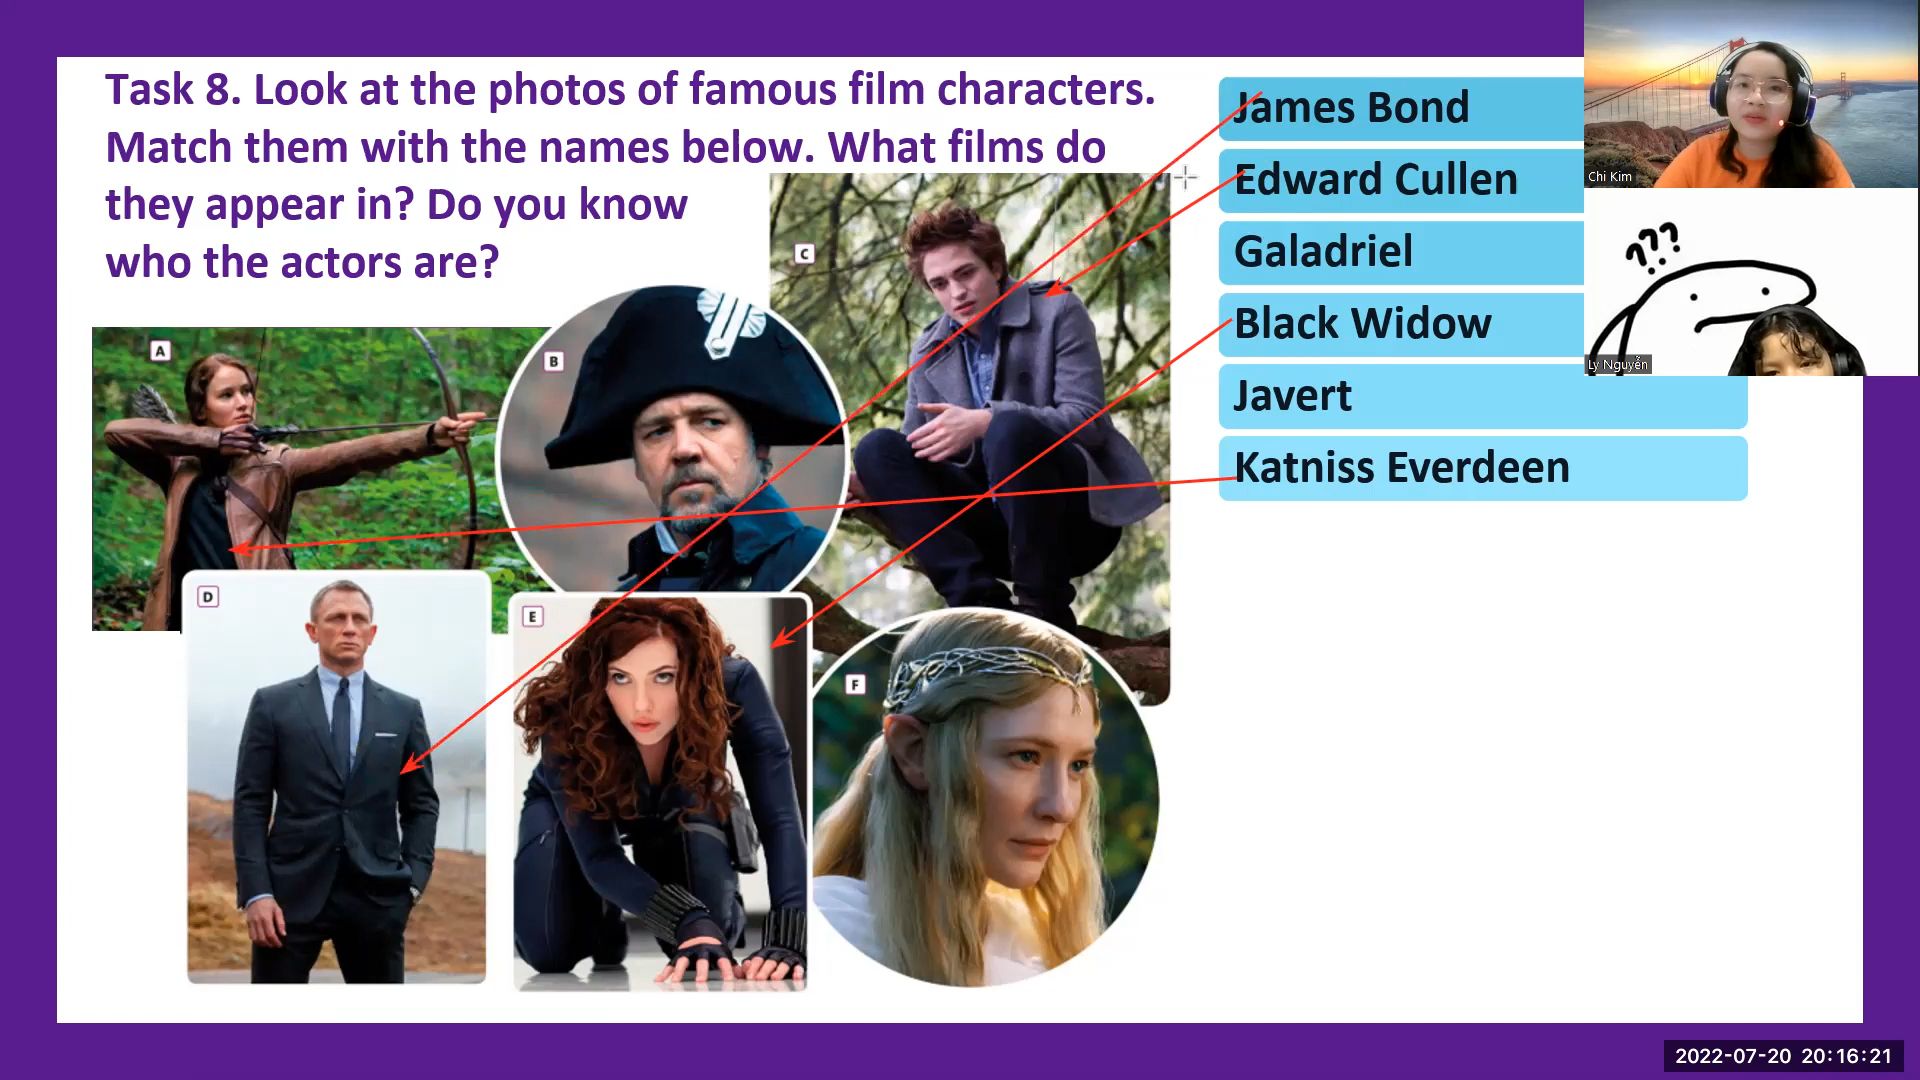 Task 8. Look at the photos of famous film characters.
Match them with the names below. What films do
they appear in? Do you know
who the actors are?
A
B
C
D
E
F
James Bond
Edward Cullen
Galadriel
Black Widow
Javert
Katniss Everdeen
Chi Kim
???
Ly Nguyễn
2022-07-20 20:16:21